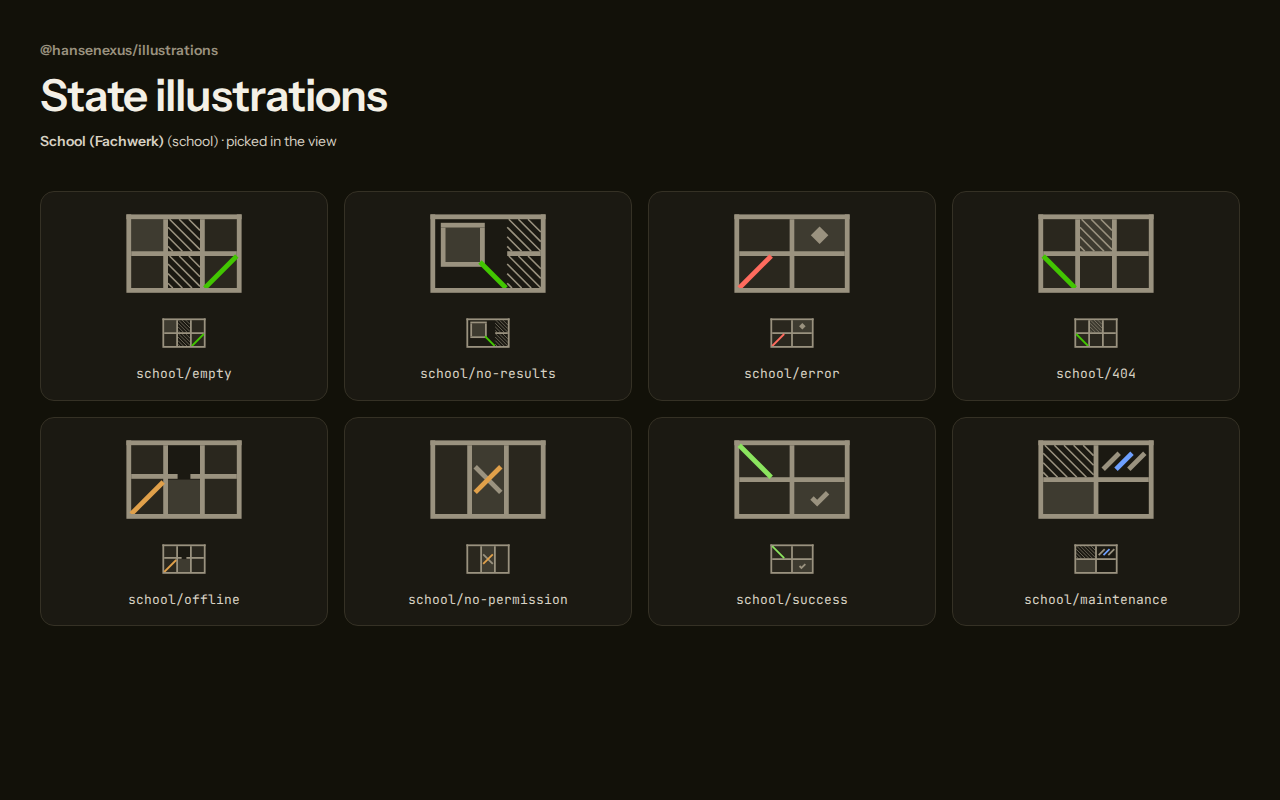 @hansenexus/illustrations
State illustrations
School (Fachwerk) (school) · picked in the view
school/empty
school/no-results
school/error
school/404
school/offline
school/no-permission
school/success
school/maintenance